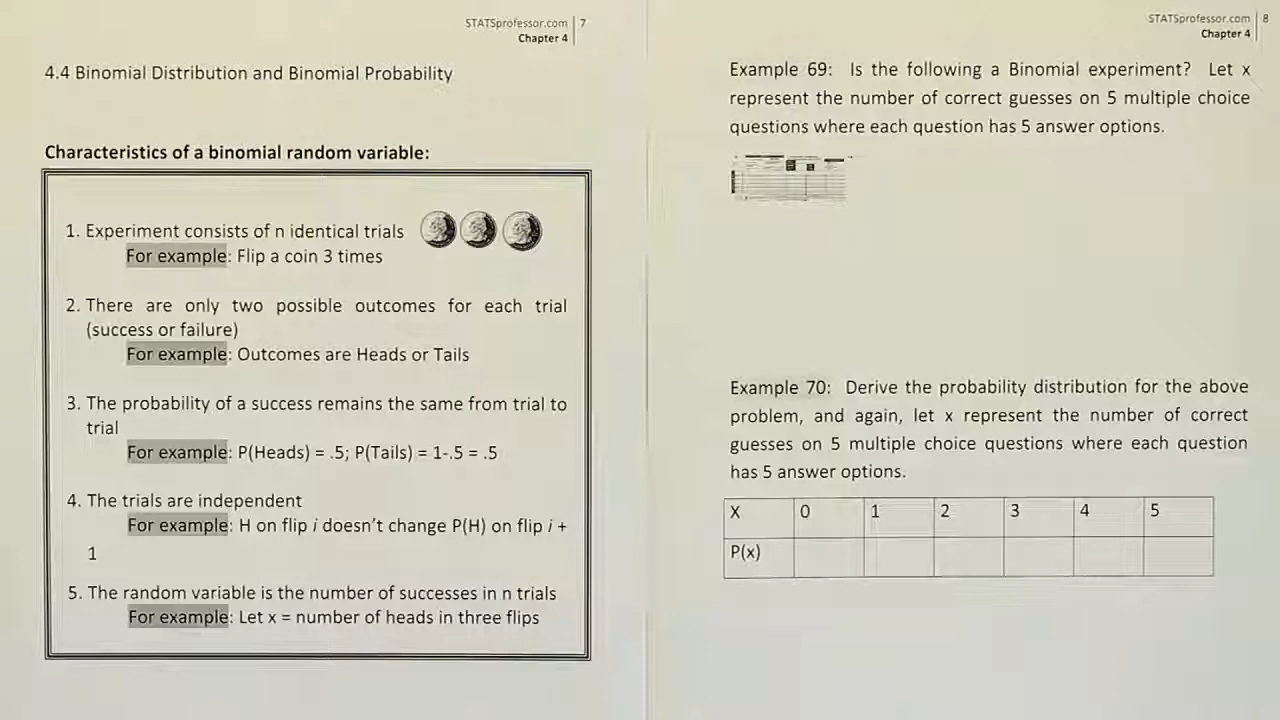 STATSprofessor.com | 7
Chapter 4
4.4 Binomial Distribution and Binomial Probability
Characteristics of a binomial random variable:
1. Experiment consists of n identical trials
For example: Flip a coin 3 times
2. There are only two possible outcomes for each trial
(success or failure)
For example: Outcomes are Heads or Tails
3. The probability of a success remains the same from trial to
trial
For example: P(Heads) = .5; P(Tails) = 1-.5 = .5
4. The trials are independent
For example: H on flip i doesn't change P(H) on flip i +
1
5. The random variable is the number of successes in n trials
For example: Let x = number of heads in three flips
STATSprofessor.com | 8
Chapter 4
Example 69: Is the following a Binomial experiment? Let x
represent the number of correct guesses on 5 multiple choice
questions where each question has 5 answer options.
Example 70: Derive the probability distribution for the above
problem, and again, let x represent the number of correct
guesses on 5 multiple choice questions where each question
has 5 answer options.
X 0 1 2 3 4 5
P(x)